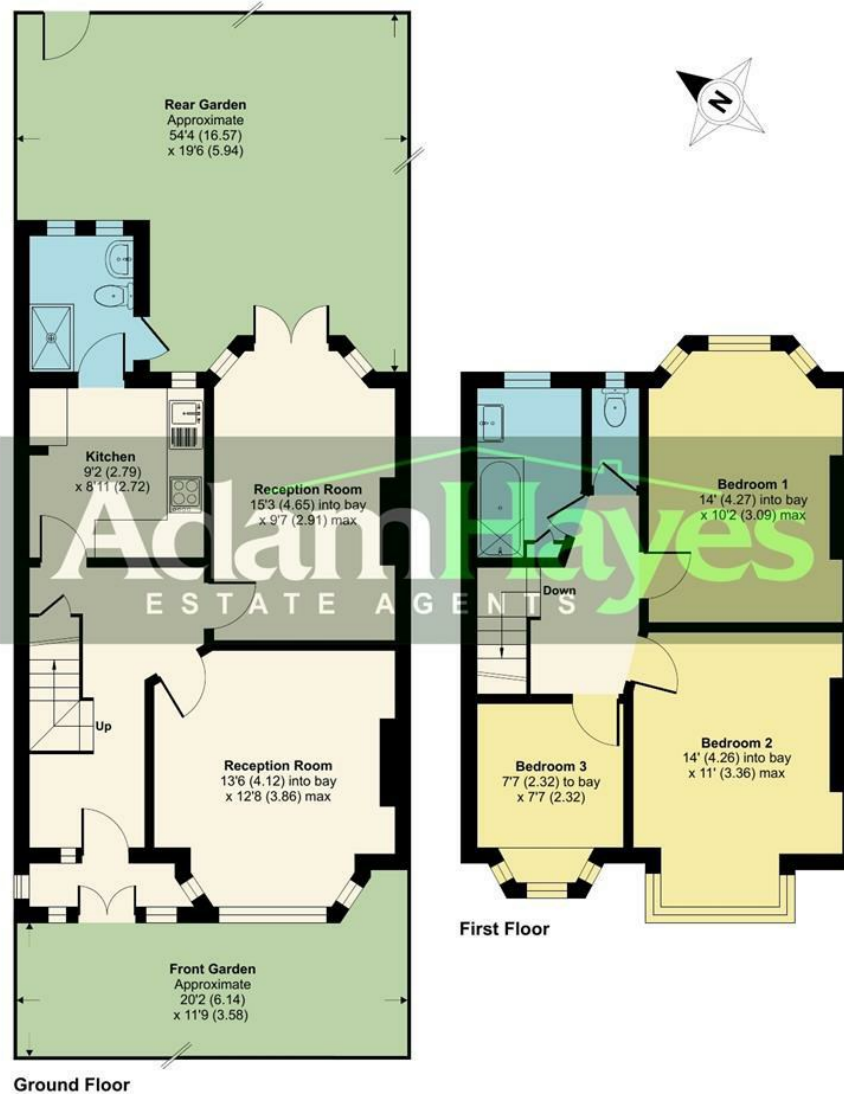 Rear Garden
Approximate
54'4 (16.57)
x 19'6 (5.94)
N
Kitchen
9'2 (2.79)
x 8'11 (2.72)
Reception Room
15'3 (4.65) into bay
x 9'7 (2.91) max
Bedroom 1
14' (4.27) into bay
x 10'2 (3.09) max
AdamHayes
ESTATE AGENTS
Down
Up
Reception Room
13'6 (4.12) into bay
x 12'8 (3.86) max
Bedroom 3
7'7 (2.32) to bay
x 7'7 (2.32)
Bedroom 2
14' (4.26) into bay
x 11' (3.36) max
First Floor
Front Garden
Approximate
20'2 (6.14)
x 11'9 (3.58)
Ground Floor